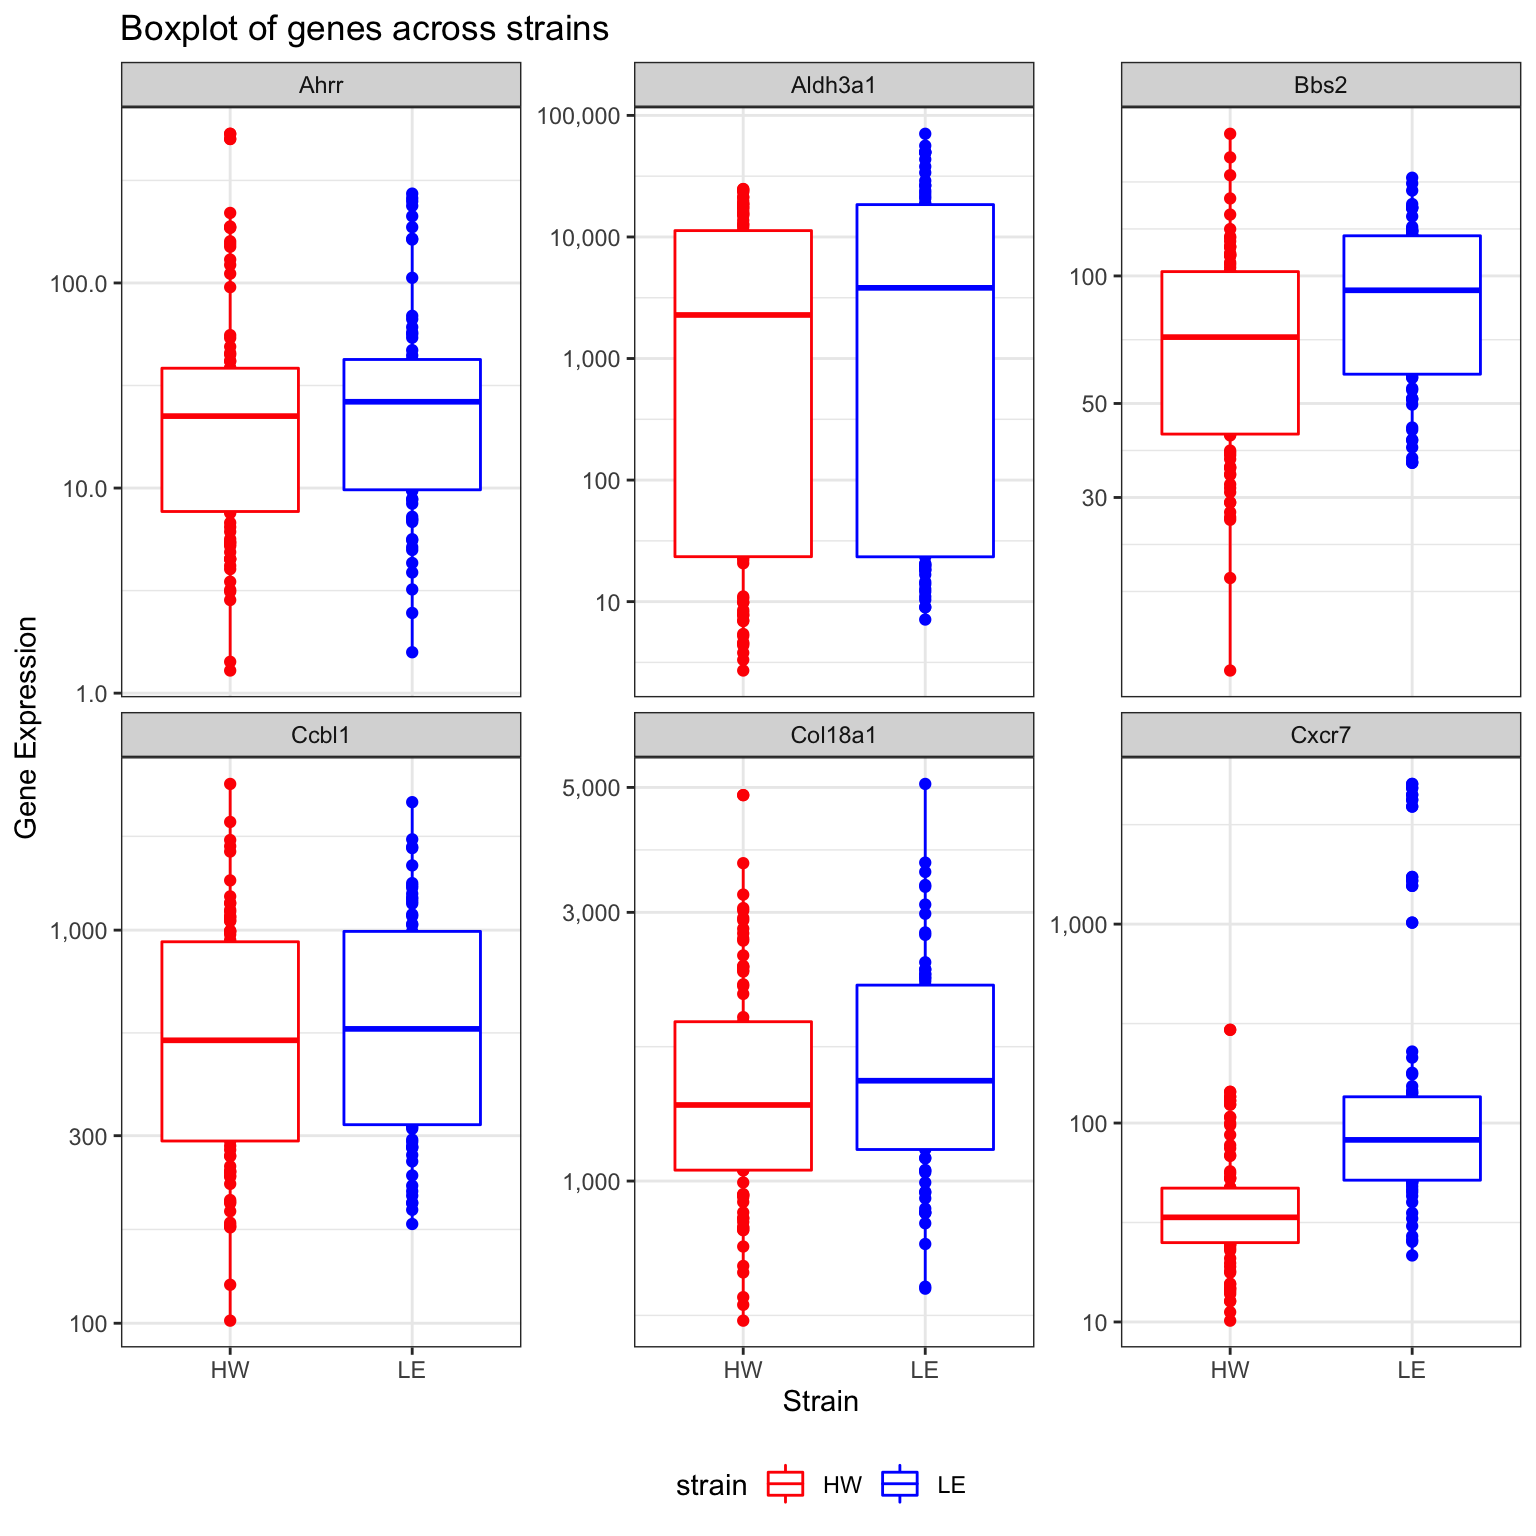 Boxplot of genes across strains
Ahrr
Aldh3a1
Bbs2
100.0
10.0
1.0
100,000
10,000
1,000
100
10
100
50
30
Gene Expression
Ccbl1
Col18a1
Cxcr7
1,000
300
100
5,000
3,000
1,000
1,000
100
10
HW LE
HW LE
HW LE
Strain
strain HW LE